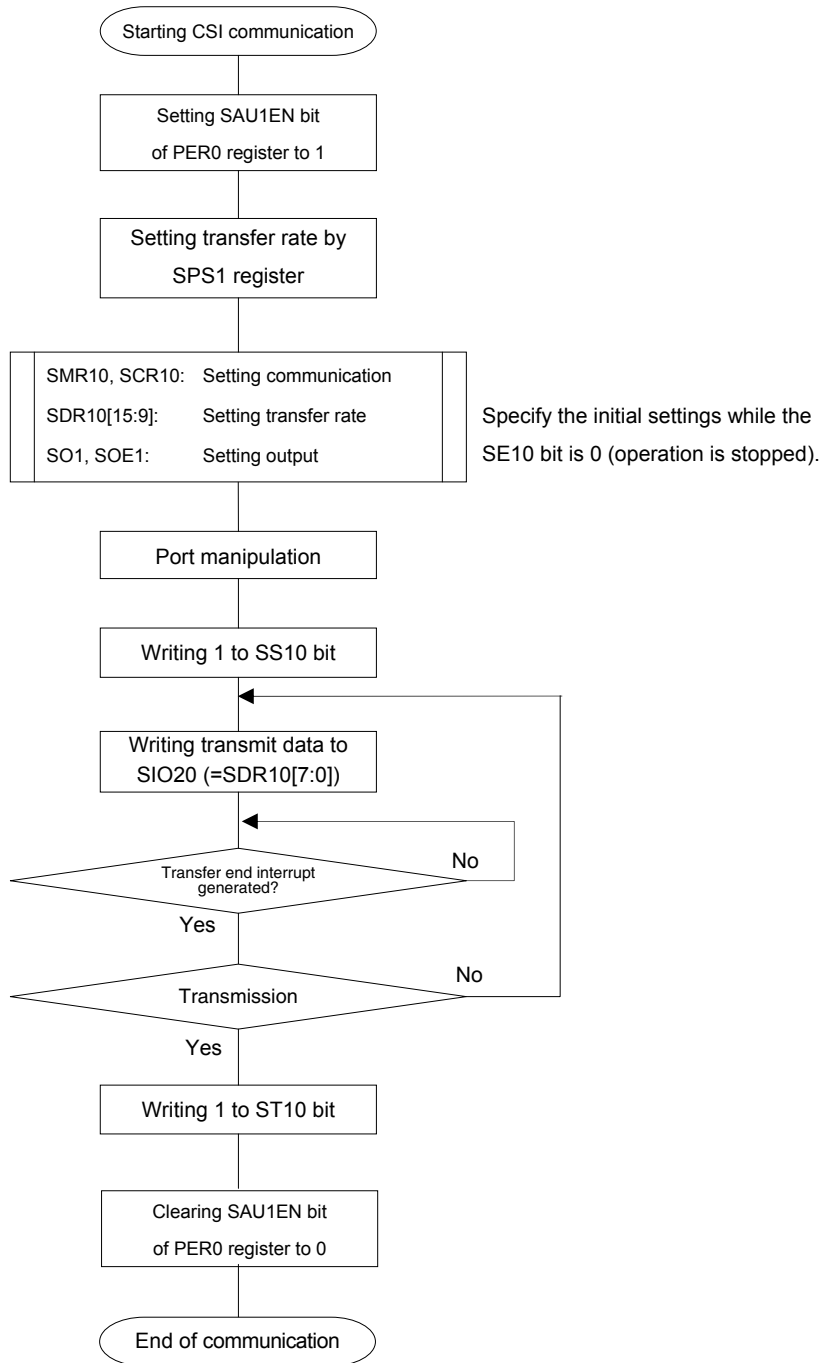 Starting CSI communication
Setting SAU1EN bit
of PER0 register to 1
Setting transfer rate by
SPS1 register
SMR10, SCR10: Setting communication
SDR10[15:9]: Setting transfer rate
SO1, SOE1: Setting output
Specify the initial settings while the
SE10 bit is 0 (operation is stopped).
Port manipulation
Writing 1 to SS10 bit
Writing transmit data to
SIO20 (=SDR10[7:0])
Transfer end interrupt
generated?
No
Yes
Transmission
No
Yes
Writing 1 to ST10 bit
Clearing SAU1EN bit
of PER0 register to 0
End of communication